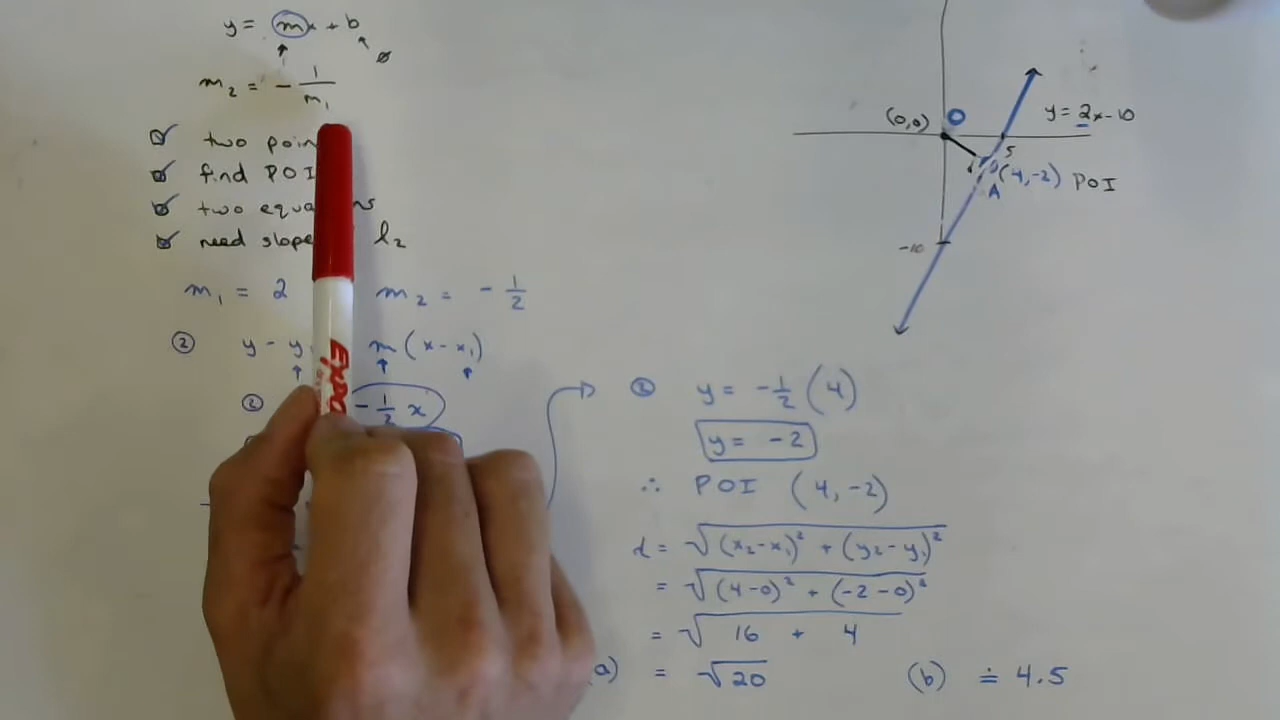 y = mx + b
ø
m₂ = - 1/m₁
☑ two poin
☑ find POI
☑ two equa ns
☑ need slope l₂
m₁ = 2 m₂ = - 1/2
② y - y m (x - x₁)
② - 1/2 x
EXPO
(0,0) O
y = 2x - 10
5
(4, -2) POI
A
-10
② y = - 1/2 (4)
y = -2
∴ POI (4, -2)
d = √(x₂ - x₁)² + (y₂ - y₁)²
= √(4 - 0)² + (-2 - 0)²
= √16 + 4
a) = √20 (b) ≐ 4.5